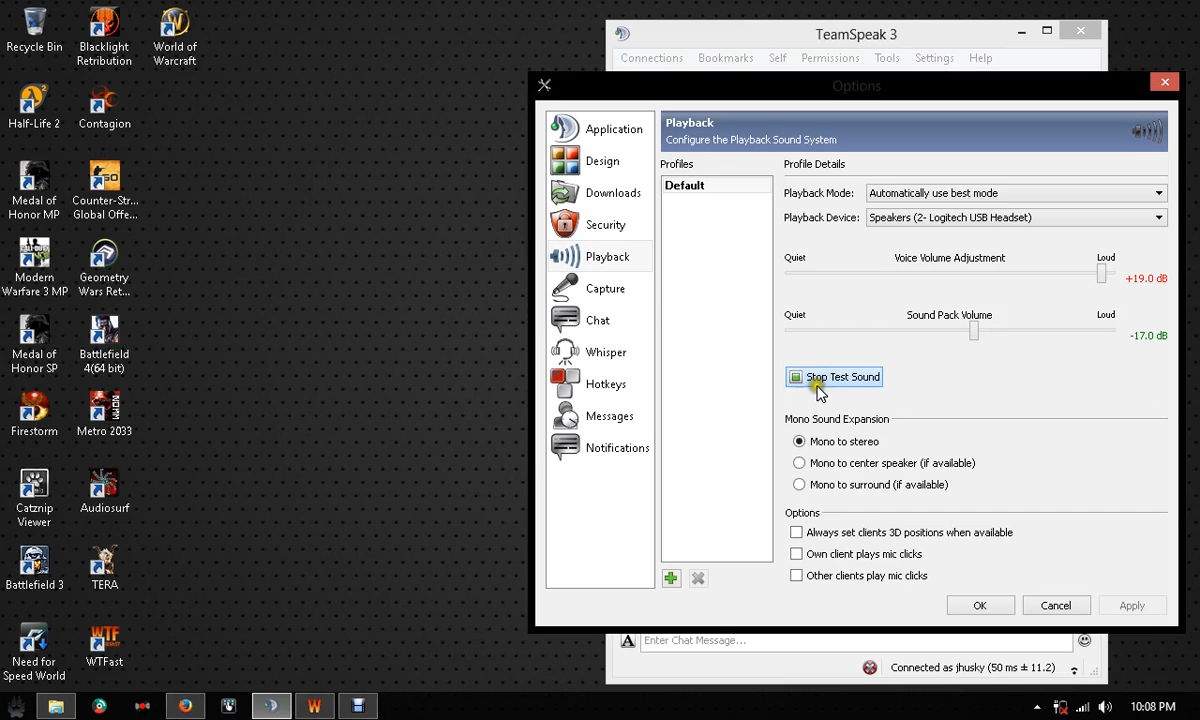 Recycle Bin
Blacklight
Retribution
World of
Warcraft
Half-Life 2
Contagion
Medal of
Honor MP
Counter-Str...
Global Offe...
Modern
Warfare 3 MP
Geometry
Wars Ret...
Medal of
Honor SP
Battlefield
4(64 bit)
Firestorm
Metro 2033
Catznip
Viewer
Audiosurf
Battlefield 3
TERA
Need for
Speed World
WTFast
TeamSpeak 3
Connections Bookmarks Self Permissions Tools Settings Help
Options
Application
Design
Downloads
Security
Playback
Capture
Chat
Whisper
Hotkeys
Messages
Notifications
Playback
Configure the Playback Sound System
Profiles
Default
Profile Details
Playback Mode: Automatically use best mode
Playback Device: Speakers (2- Logitech USB Headset)
Quiet Voice Volume Adjustment Loud
+19.0 dB
Quiet Sound Pack Volume Loud
-17.0 dB
Stop Test Sound
Mono Sound Expansion
Mono to stereo
Mono to center speaker (if available)
Mono to surround (if available)
Options
Always set clients 3D positions when available
Own client plays mic clicks
Other clients play mic clicks
OK Cancel Apply
Enter Chat Message...
Connected as jhusky (50 ms ± 11.2)
10:08 PM